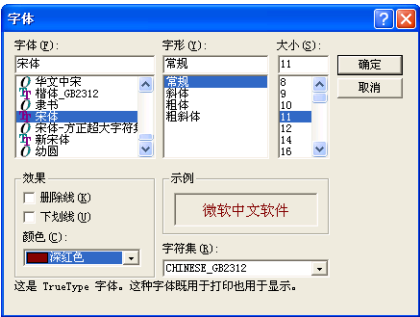 字体
字体(F):
宋体
华文中宋
楷体_GB2312
隶书
宋体
宋体-方正超大字符集
新宋体
幼圆
字形(Y):
常规
常规
斜体
粗体
粗斜体
大小(S):
11
8
9
10
11
12
14
16
确定
取消
效果
删除线(K)
下划线(U)
颜色(C):
深红色
示例
微软中文软件
字符集(R):
CHINESE_GB2312
这是 TrueType 字体。这种字体既用于打印也用于显示。